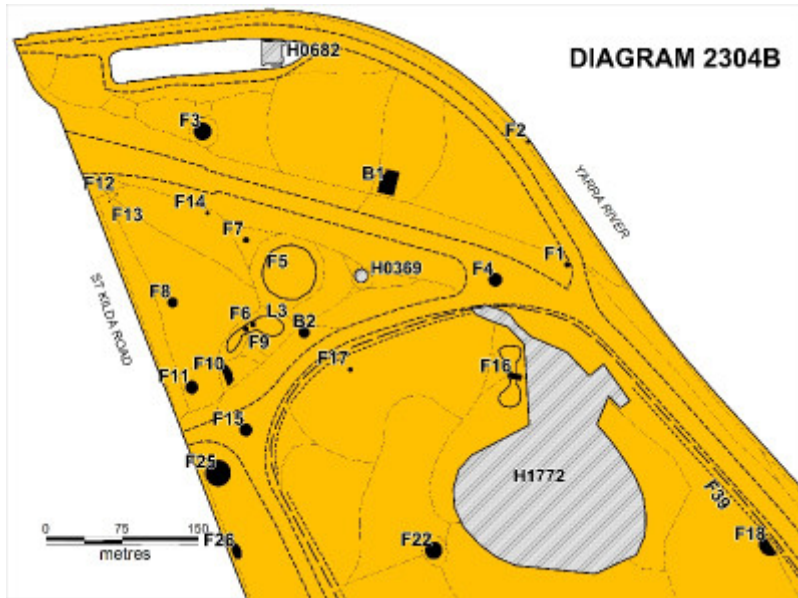 H0682
DIAGRAM 2304B
F3
F2
B1
YARRA RIVER
F12
F13
F14
F7
F5
H0369
F4
F1
F8
ST KILDA ROAD
F6
L3
F9
B2
F10
F11
F17
F16
F15
F25
H1772
F39
0 75 150
metres
F26
F22
F18